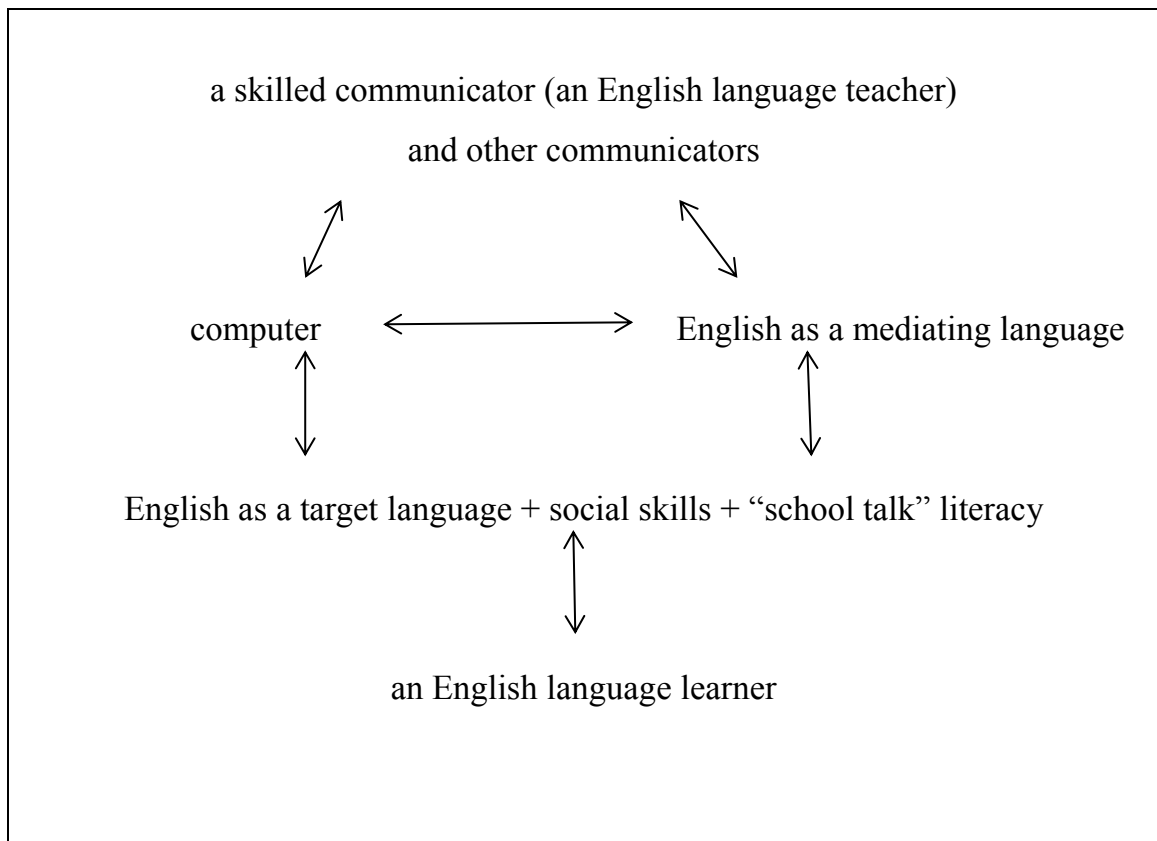 a skilled communicator (an English language teacher)
and other communicators
computer
English as a mediating language
English as a target language + social skills + “school talk” literacy
an English language learner